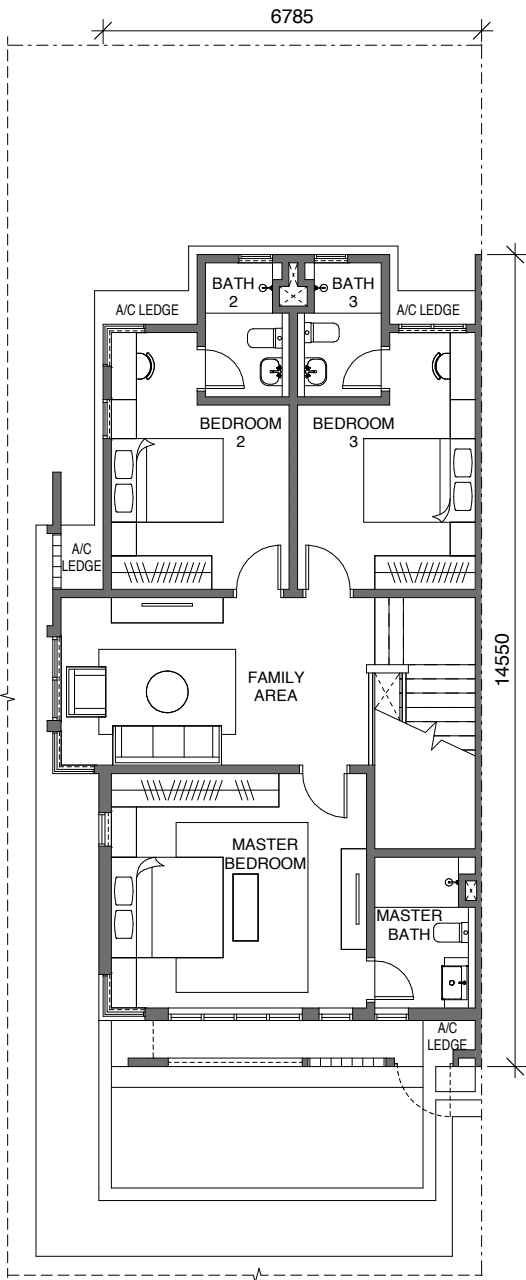 6785
BATH
2
BATH
3
A/C LEDGE
A/C LEDGE
BEDROOM
2
BEDROOM
3
A/C
LEDGE
14550
FAMILY
AREA
MASTER
BEDROOM
MASTER
BATH
A/C
LEDGE